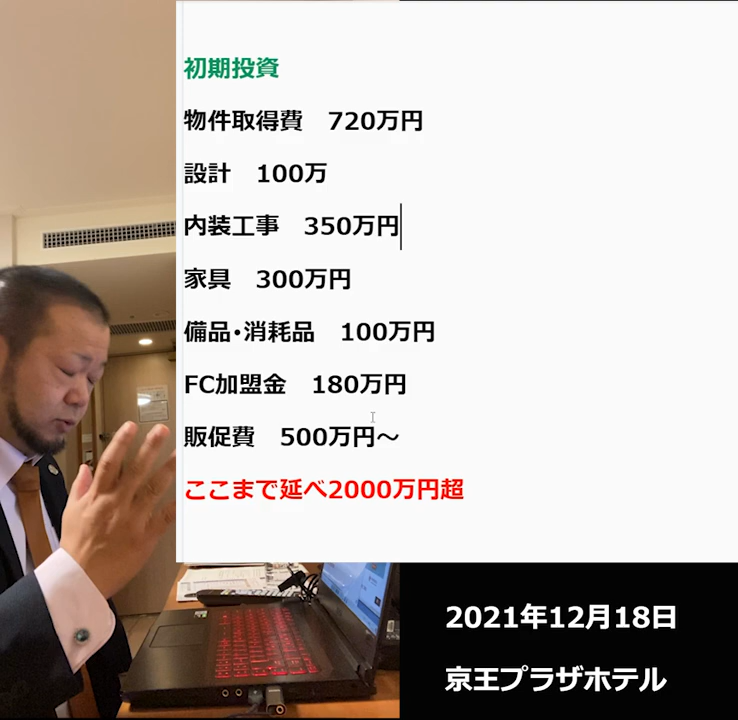 初期投資
物件取得費　720万円
設計　100万
内装工事　350万円
家具　300万円
備品・消耗品　100万円
FC加盟金　180万円
販促費　500万円～
ここまで延べ2000万円超
2021年12月18日
京王プラザホテル